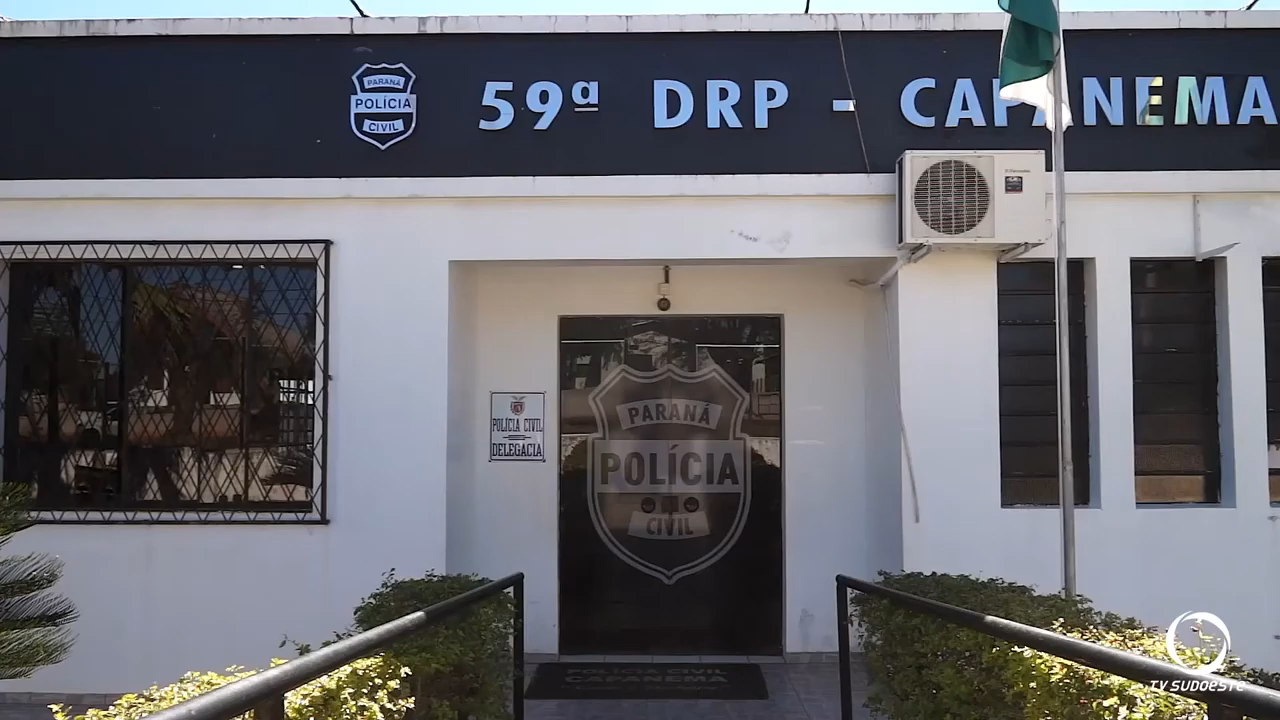 PARANÁ
POLÍCIA
CIVIL
59ª DRP - CAPANEMA
POLÍCIA CIVIL
DELEGACIA
PARANÁ
POLÍCIA
CIVIL
POLÍCIA CIVIL
CAPANEMA
TV SUDOESTE